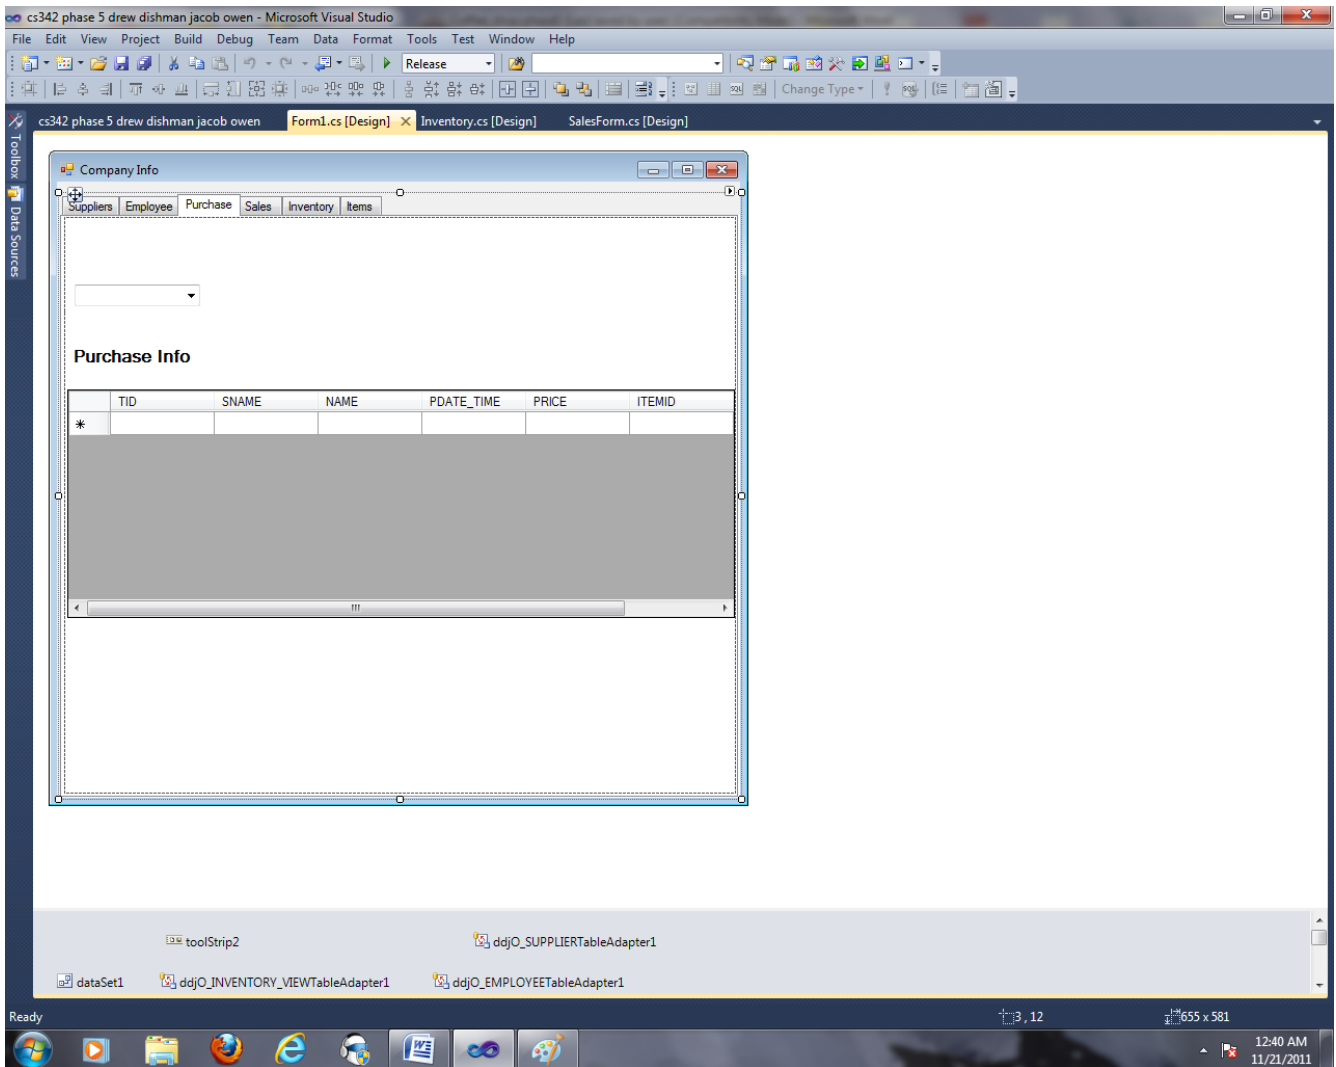 cs342 phase 5 drew dishman jacob owen - Microsoft Visual Studio
File Edit View Project Build Debug Team Data Format Tools Test Window Help
Release
Change Type
cs342 phase 5 drew dishman jacob owen Form1.cs [Design] Inventory.cs [Design] SalesForm.cs [Design]
Toolbox
Data Sources
Company Info
Suppliers Employee Purchase Sales Inventory Items
Purchase Info
TID SNAME NAME PDATE_TIME PRICE ITEMID
toolStrip2 ddjO_SUPPLIERTableAdapter1
dataSet1 ddjO_INVENTORY_VIEWTableAdapter1 ddjO_EMPLOYEETableAdapter1
Ready 3 , 12 655 x 581
12:40 AM
11/21/2011